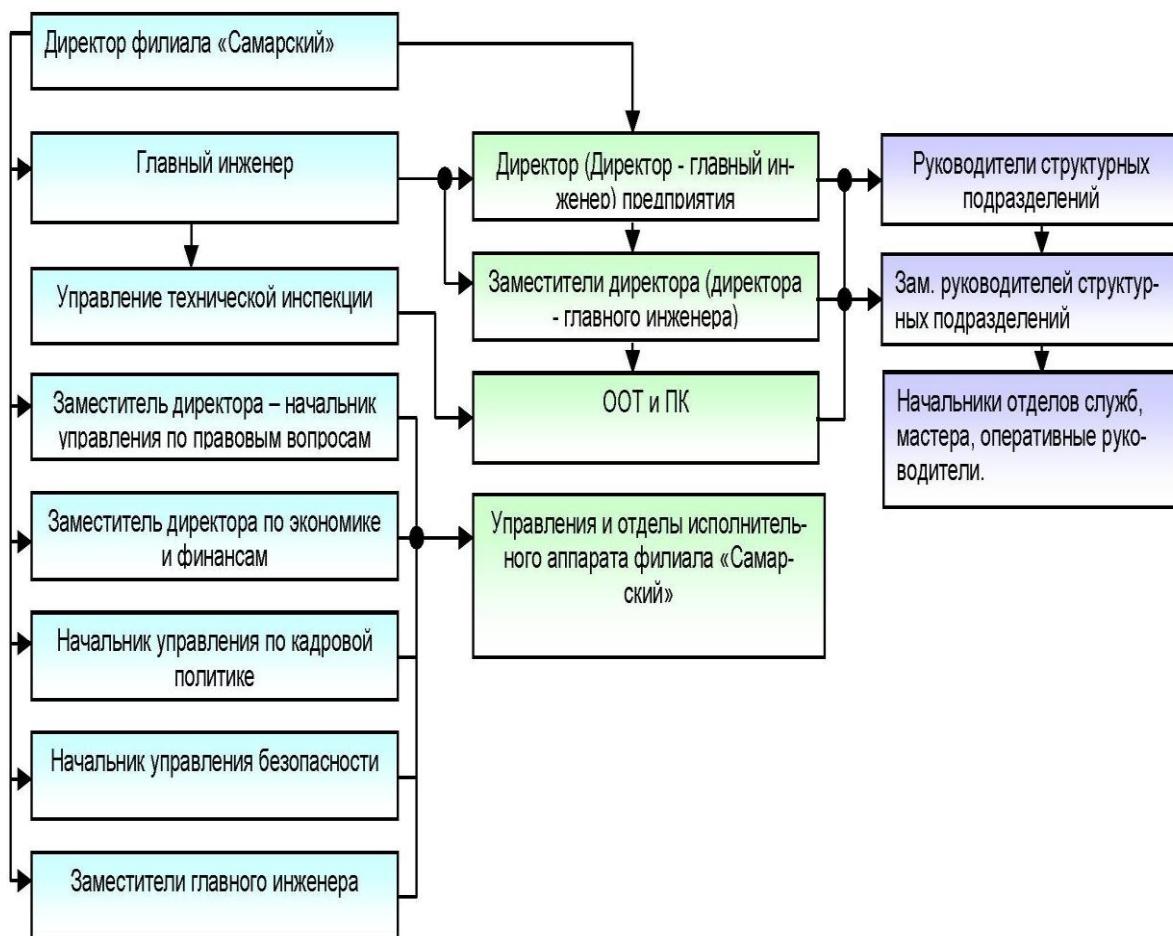 Директор филиала «Самарский»
Главный инженер
Управление технической инспекции
Заместитель директора – начальник
управления по правовым вопросам
Заместитель директора по экономике
и финансам
Начальник управления по кадровой
политике
Начальник управления безопасности
Заместители главного инженера
Директор (Директор - главный ин-
женер) предприятия
Заместители директора (директора
- главного инженера)
ООТ и ПК
Управления и отделы исполнитель-
ного аппарата филиала «Самар-
ский»
Руководители структурных
подразделений
Зам. руководителей структур-
ных подразделений
Начальники отделов служб,
мастера, оперативные руко-
водители.